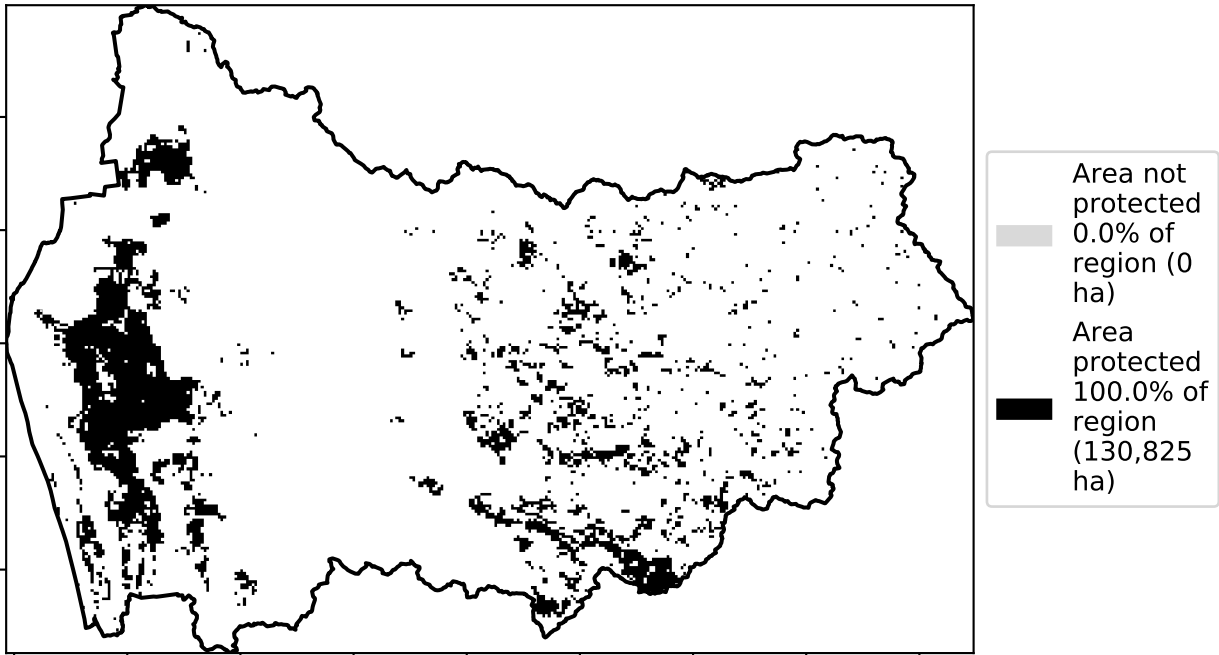 Area not
protected
0.0% of
region (0
ha)
Area
protected
100.0% of
region
(130,825
ha)